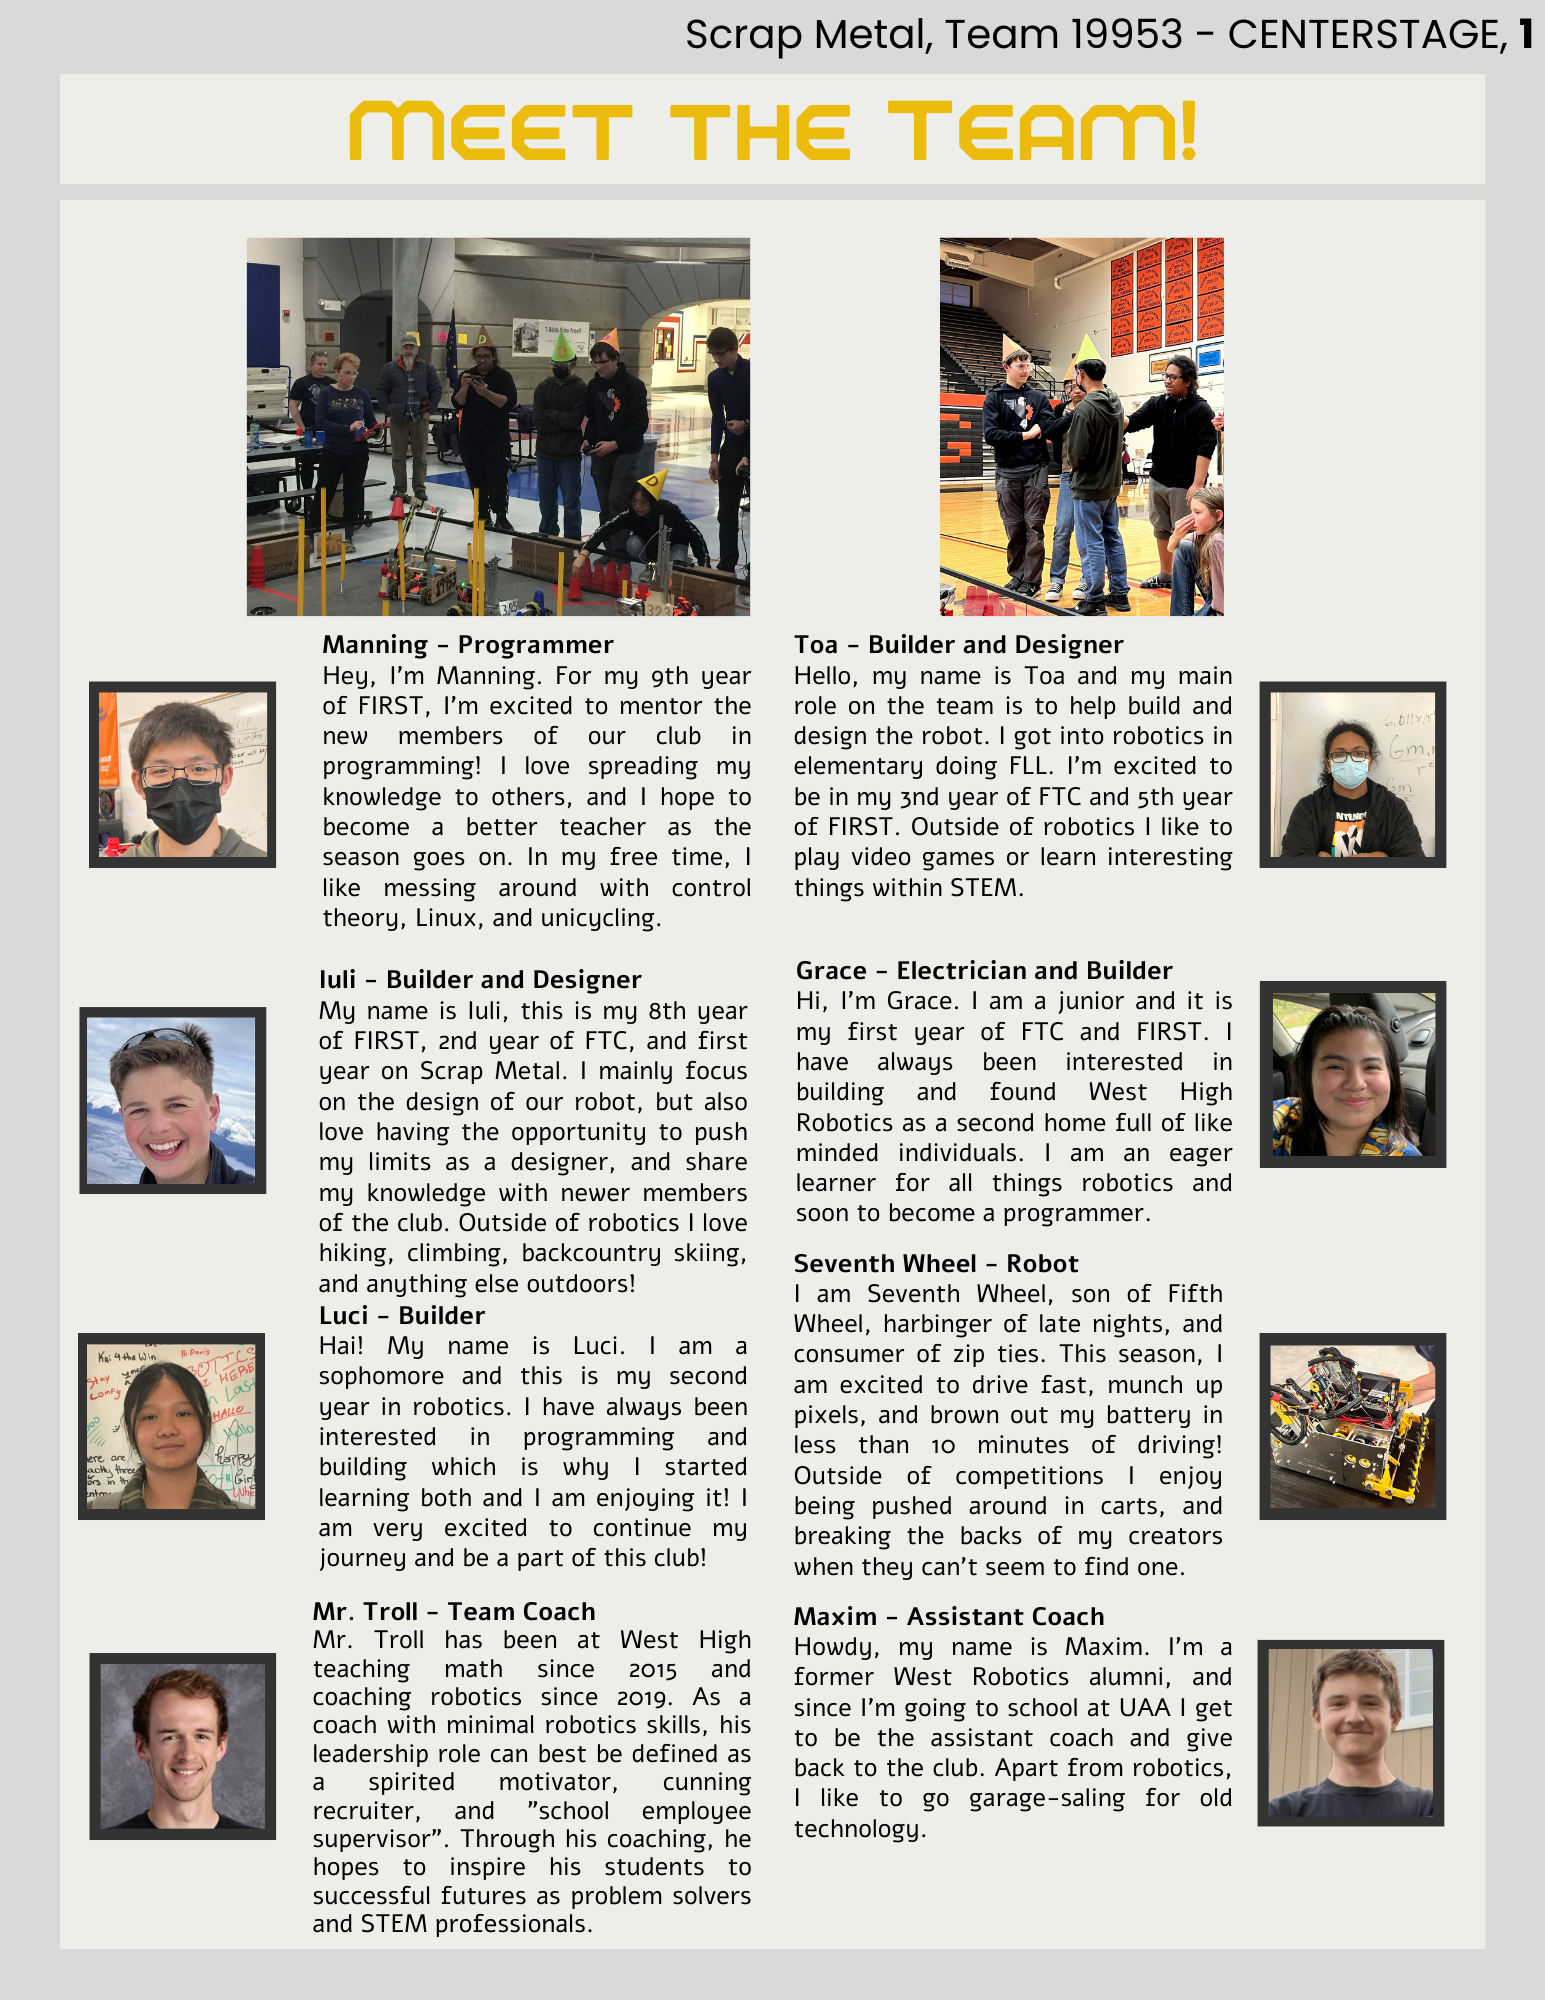 Scrap Metal, Team 19953 - CENTERSTAGE, 1
MEET THE TEAM!
T-Birds Ride Free!!
D
D
D
Manning - Programmer
Hey, I'm Manning. For my 9th year
of FIRST, I'm excited to mentor the
new members of our club in
programming! I love spreading my
knowledge to others, and I hope to
become a better teacher as the
season goes on. In my free time, I
like messing around with control
theory, Linux, and unicycling.
Toa - Builder and Designer
Hello, my name is Toa and my main
role on the team is to help build and
design the robot. I got into robotics in
elementary doing FLL. I'm excited to
be in my 3nd year of FTC and 5th year
of FIRST. Outside of robotics I like to
play video games or learn interesting
things within STEM.
Iuli - Builder and Designer
My name is Iuli, this is my 8th year
of FIRST, 2nd year of FTC, and first
year on Scrap Metal. I mainly focus
on the design of our robot, but also
love having the opportunity to push
my limits as a designer, and share
my knowledge with newer members
of the club. Outside of robotics I love
hiking, climbing, backcountry skiing,
and anything else outdoors!
Grace - Electrician and Builder
Hi, I'm Grace. I am a junior and it is
my first year of FTC and FIRST. I
have always been interested in
building and found West High
Robotics as a second home full of like
minded individuals. I am an eager
learner for all things robotics and
soon to become a programmer.
Luci - Builder
Hai! My name is Luci. I am a
sophomore and this is my second
year in robotics. I have always been
interested in programming and
building which is why I started
learning both and I am enjoying it! I
am very excited to continue my
journey and be a part of this club!
Kai 4 the Win
Hi Davis
Stay
comfy
HERE
HALLO
Hello
happy
Seventh Wheel - Robot
I am Seventh Wheel, son of Fifth
Wheel, harbinger of late nights, and
consumer of zip ties. This season, I
am excited to drive fast, munch up
pixels, and brown out my battery in
less than 10 minutes of driving!
Outside of competitions I enjoy
being pushed around in carts, and
breaking the backs of my creators
when they can't seem to find one.
Mr. Troll - Team Coach
Mr. Troll has been at West High
teaching math since 2015 and
coaching robotics since 2019. As a
coach with minimal robotics skills, his
leadership role can best be defined as
a spirited motivator, cunning
recruiter, and "school employee
supervisor". Through his coaching, he
hopes to inspire his students to
successful futures as problem solvers
and STEM professionals.
Maxim - Assistant Coach
Howdy, my name is Maxim. I'm a
former West Robotics alumni, and
since I'm going to school at UAA I get
to be the assistant coach and give
back to the club. Apart from robotics,
I like to go garage-saling for old
technology.